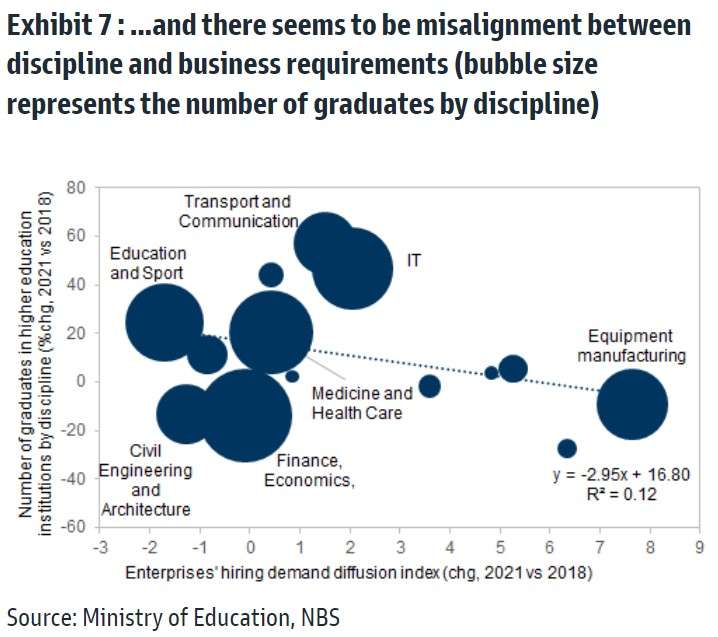 Exhibit 7 : ...and there seems to be misalignment between
discipline and business requirements (bubble size
represents the number of graduates by discipline)
Number of graduates in higher education
institutions by discipline (%chg, 2021 vs 2018)
80
60
40
20
0
-20
-40
-60
Transport and
Communication
Education
and Sport
IT
Equipment
manufacturing
Medicine and
Health Care
Civil
Engineering
and
Architecture
Finance,
Economics,
y = -2.95x + 16.80
R² = 0.12
-3 -2 -1 0 1 2 3 4 5 6 7 8 9
Enterprises' hiring demand diffusion index (chg, 2021 vs 2018)
Source: Ministry of Education, NBS